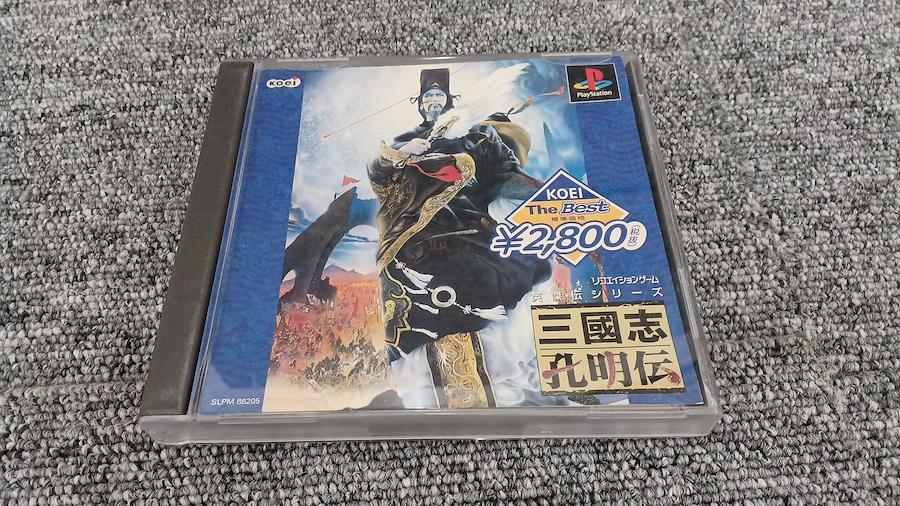 KOEI
PlayStation
KOEI
The Best
標準価格
¥2,800(税抜)
リコエイションゲーム
英傑伝シリーズ
三國志
孔明伝
SLPM 86205